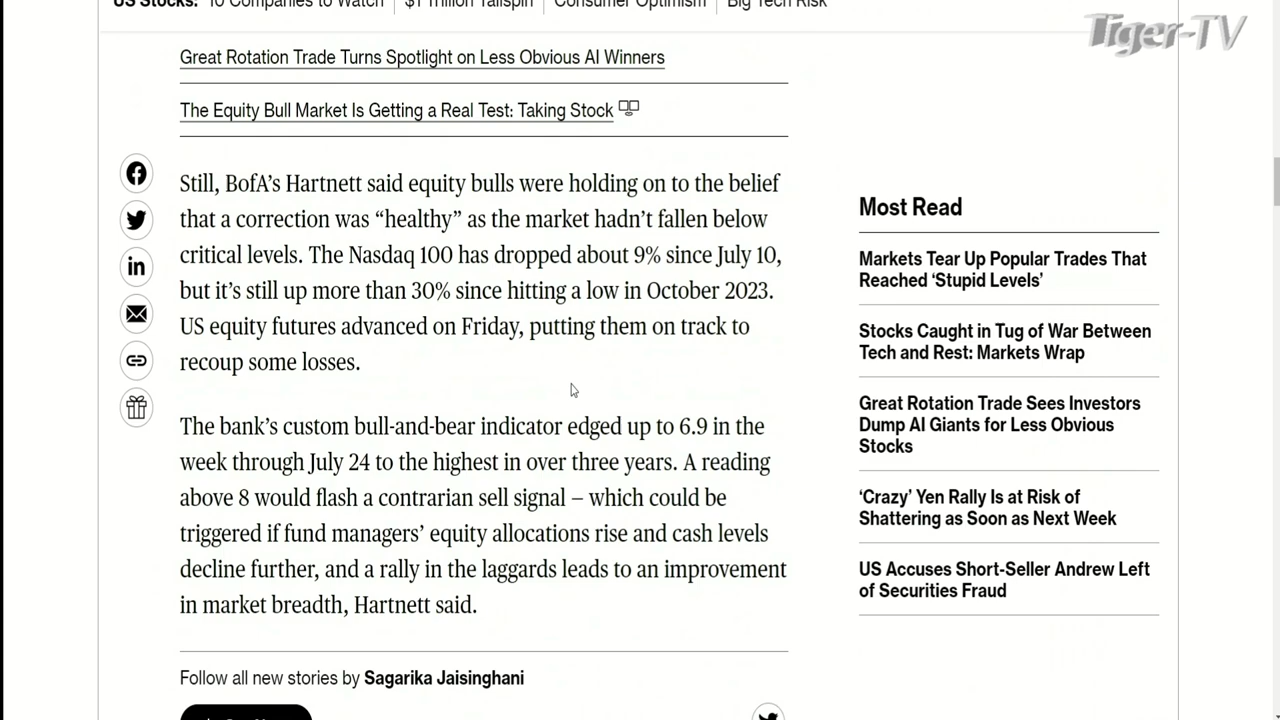 US Stocks: 10 Companies to Watch $1 Trillion Tailspin Consumer Optimism Big Tech Risk
Tiger-TV
Great Rotation Trade Turns Spotlight on Less Obvious AI Winners
The Equity Bull Market Is Getting a Real Test: Taking Stock
Still, BofA’s Hartnett said equity bulls were holding on to the belief
that a correction was “healthy” as the market hadn’t fallen below
critical levels. The Nasdaq 100 has dropped about 9% since July 10,
but it’s still up more than 30% since hitting a low in October 2023.
US equity futures advanced on Friday, putting them on track to
recoup some losses.
The bank’s custom bull-and-bear indicator edged up to 6.9 in the
week through July 24 to the highest in over three years. A reading
above 8 would flash a contrarian sell signal – which could be
triggered if fund managers’ equity allocations rise and cash levels
decline further, and a rally in the laggards leads to an improvement
in market breadth, Hartnett said.
Follow all new stories by Sagarika Jaisinghani
Most Read
Markets Tear Up Popular Trades That
Reached ‘Stupid Levels’
Stocks Caught in Tug of War Between
Tech and Rest: Markets Wrap
Great Rotation Trade Sees Investors
Dump AI Giants for Less Obvious
Stocks
‘Crazy’ Yen Rally Is at Risk of
Shattering as Soon as Next Week
US Accuses Short-Seller Andrew Left
of Securities Fraud